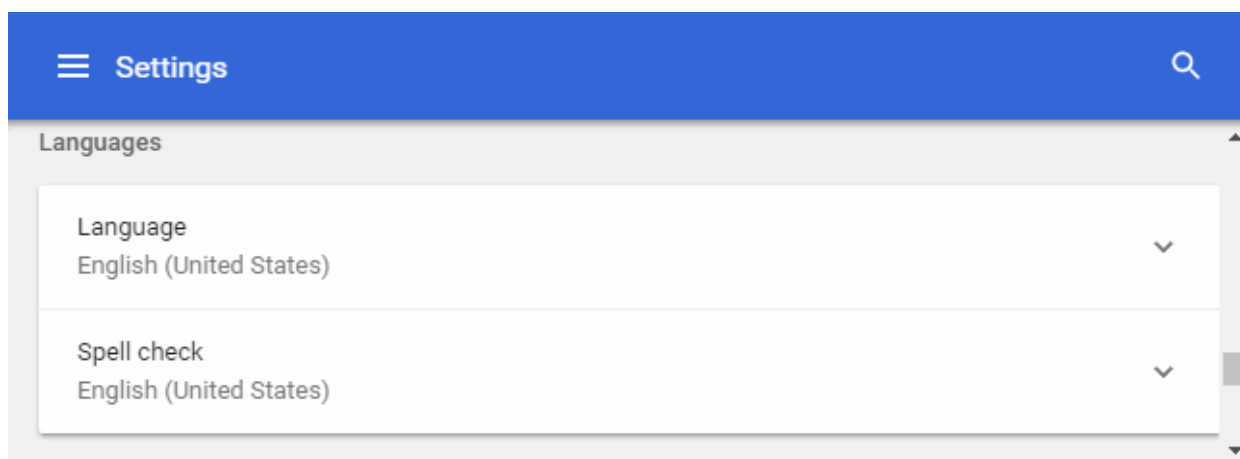 Settings
Languages
Language
English (United States)
Spell check
English (United States)